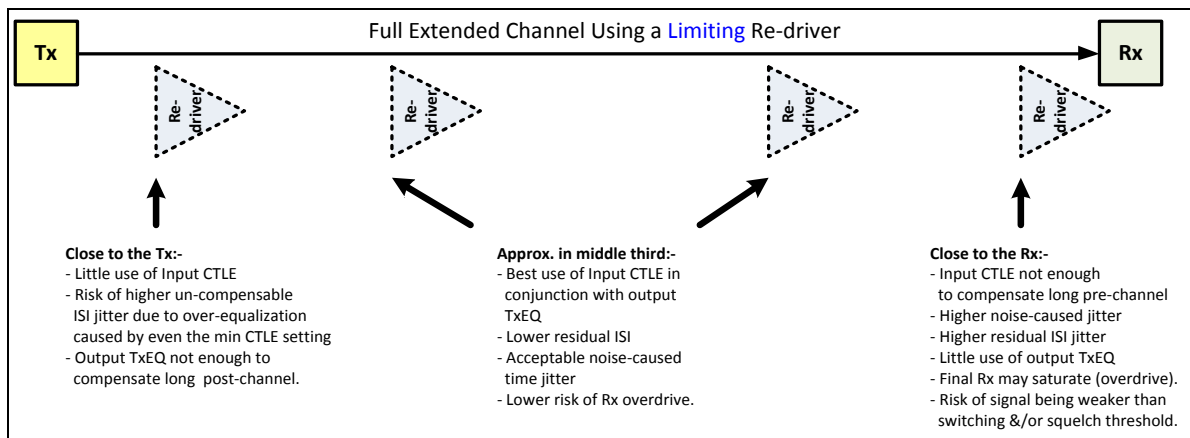 Full Extended Channel Using a Limiting Re-driver
Tx
Rx
Re-
driver
Re-
driver
Re-
driver
Re-
driver
Close to the Tx:-
- Little use of Input CTLE
- Risk of higher un-compensable
ISI jitter due to over-equalization
caused by even the min CTLE setting
- Output TxEQ not enough to
compensate long post-channel.
Approx. in middle third:-
- Best use of Input CTLE in
conjunction with output
TxEQ
- Lower residual ISI
- Acceptable noise-caused
time jitter
- Lower risk of Rx overdrive.
Close to the Rx:-
- Input CTLE not enough
to compensate long pre-channel
- Higher noise-caused jitter
- Higher residual ISI jitter
- Little use of output TxEQ
- Final Rx may saturate (overdrive).
- Risk of signal being weaker than
switching &/or squelch threshold.